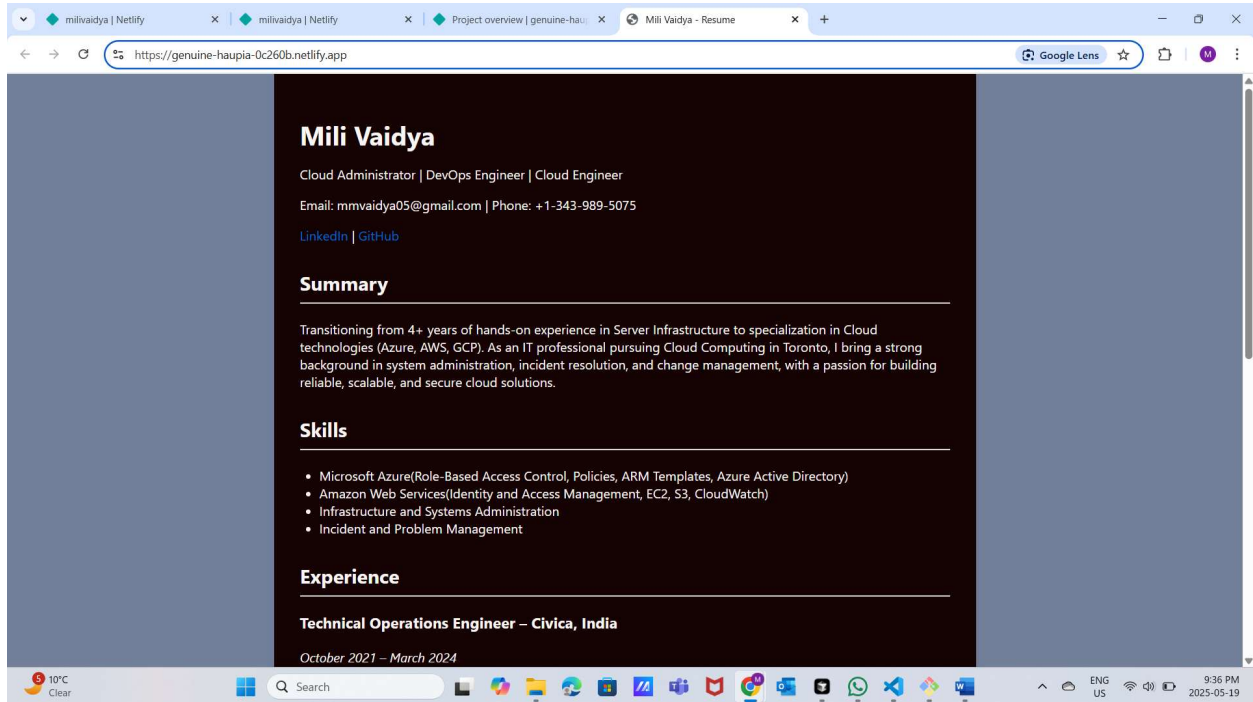 milivaidya | Netlify
milivaidya | Netlify
Project overview | genuine-hau
Mili Vaidya - Resume
https://genuine-haupia-0c260b.netlify.app
Google Lens
M
Mili Vaidya
Cloud Administrator | DevOps Engineer | Cloud Engineer
Email: mmvaidya05@gmail.com | Phone: +1-343-989-5075
LinkedIn | GitHub
Summary
Transitioning from 4+ years of hands-on experience in Server Infrastructure to specialization in Cloud
technologies (Azure, AWS, GCP). As an IT professional pursuing Cloud Computing in Toronto, I bring a strong
background in system administration, incident resolution, and change management, with a passion for building
reliable, scalable, and secure cloud solutions.
Skills
• Microsoft Azure(Role-Based Access Control, Policies, ARM Templates, Azure Active Directory)
• Amazon Web Services(Identity and Access Management, EC2, S3, CloudWatch)
• Infrastructure and Systems Administration
• Incident and Problem Management
Experience
Technical Operations Engineer – Civica, India
October 2021 – March 2024
5
10°C
Clear
Search
ENG
US
9:36 PM
2025-05-19